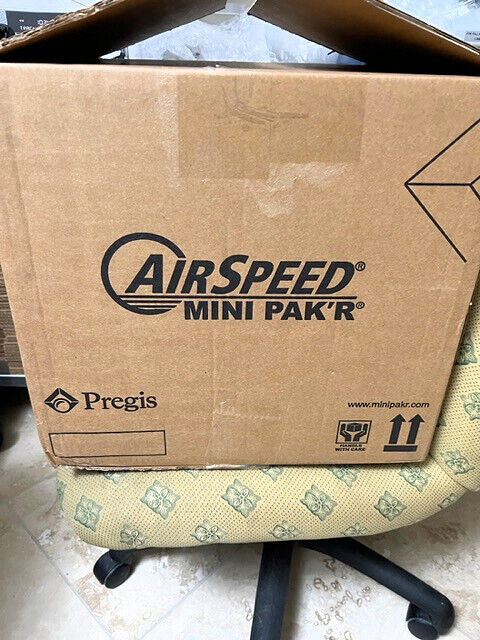 AIRSPEED®
MINI PAK'R®
Pregis
www.minipakr.com
HANDLE
WITH CARE